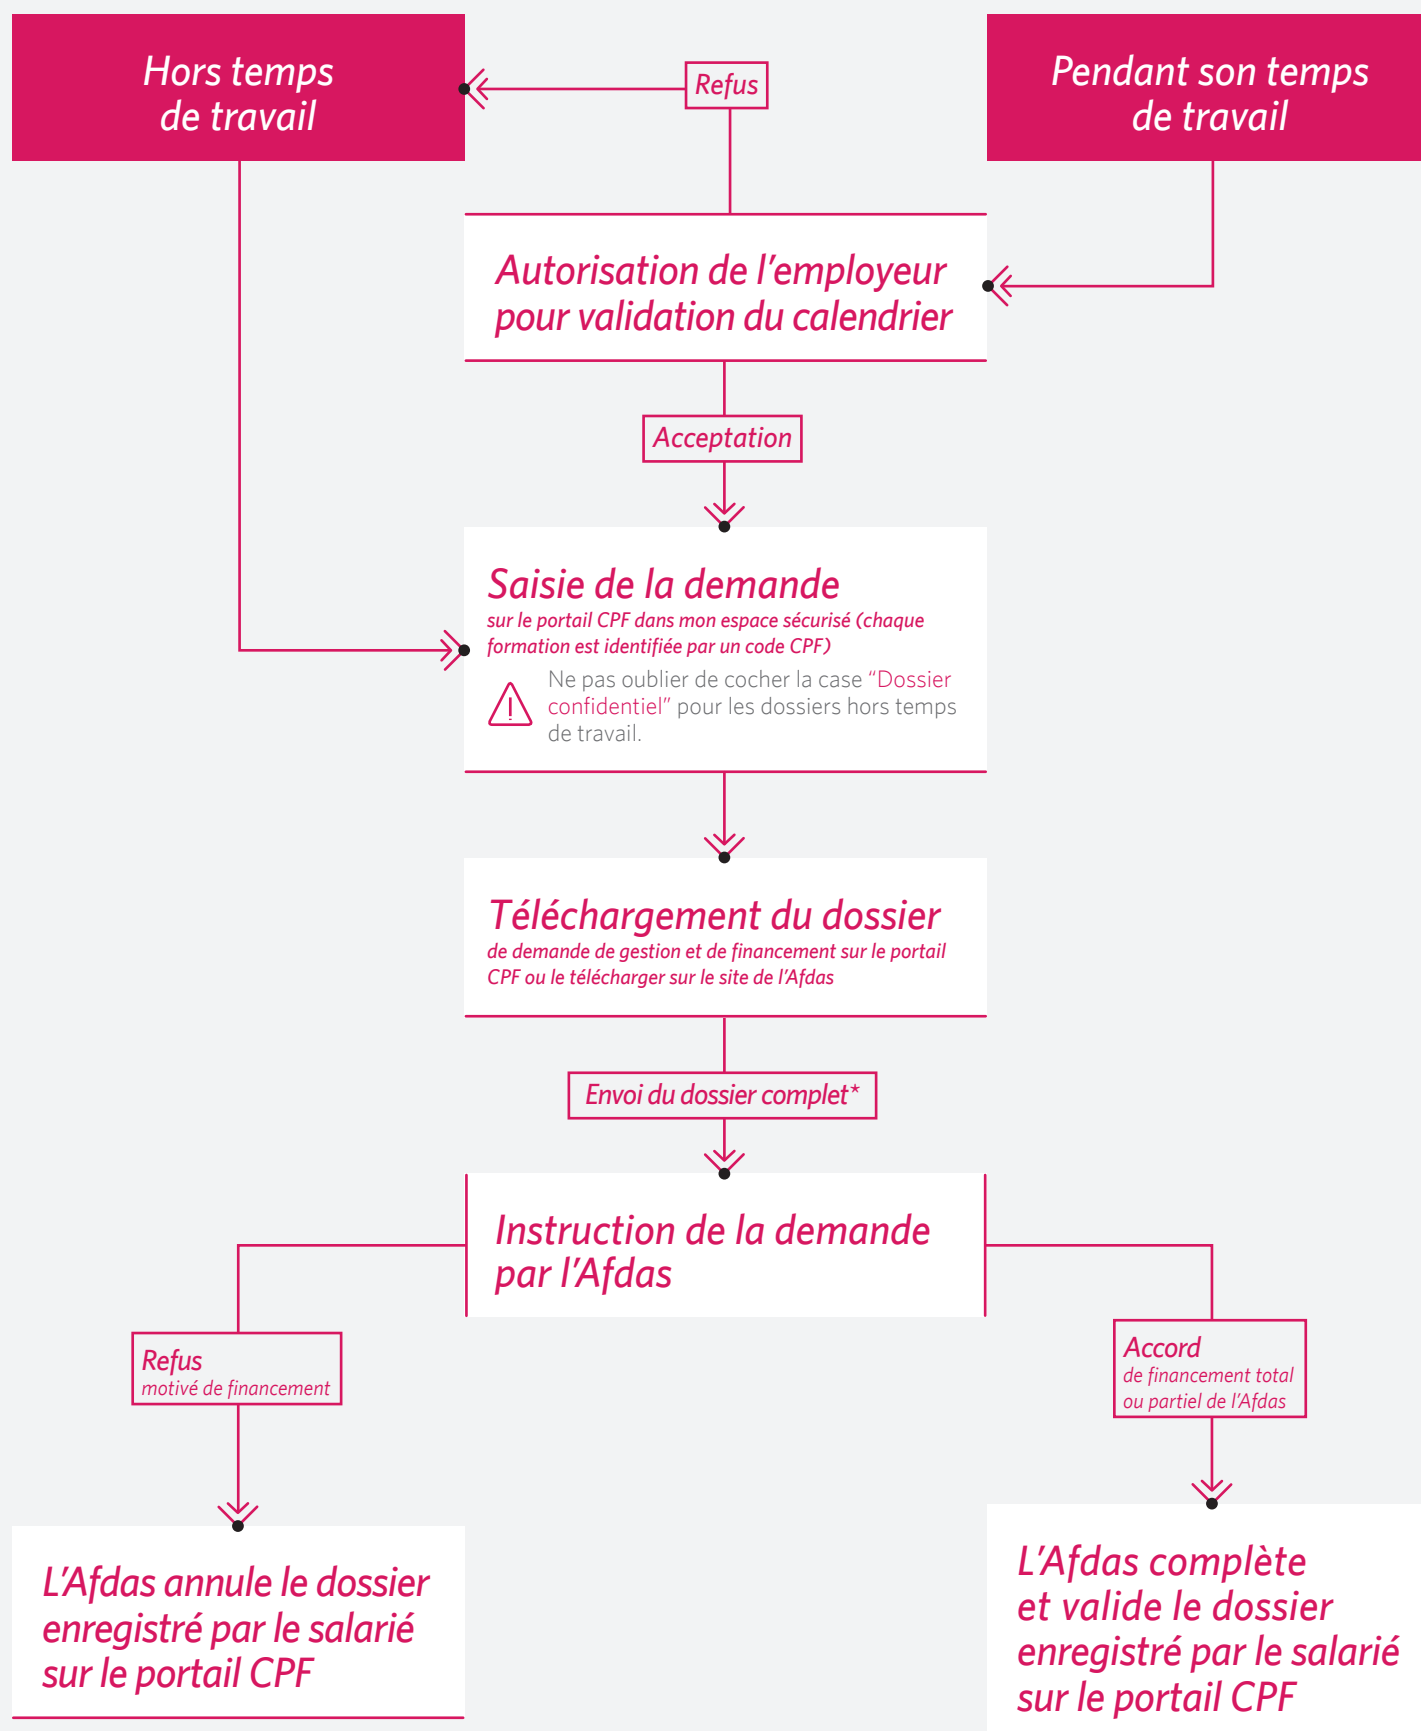 Hors temps
de travail
Refus
Pendant son temps
de travail
Autorisation de l’employeur
pour validation du calendrier
Acceptation
Saisie de la demande
sur le portail CPF dans mon espace sécurisé (chaque
formation est identifiée par un code CPF)
Ne pas oublier de cocher la case “Dossier
confidentiel” pour les dossiers hors temps
de travail.
Téléchargement du dossier
de demande de gestion et de financement sur le portail
CPF ou le télécharger sur le site de l’Afdas
Envoi du dossier complet*
Instruction de la demande
par l’Afdas
Refus
motivé de financement
Accord
de financement total
ou partiel de l’Afdas
L’Afdas annule le dossier
enregistré par le salarié
sur le portail CPF
L’Afdas complète
et valide le dossier
enregistré par le salarié
sur le portail CPF